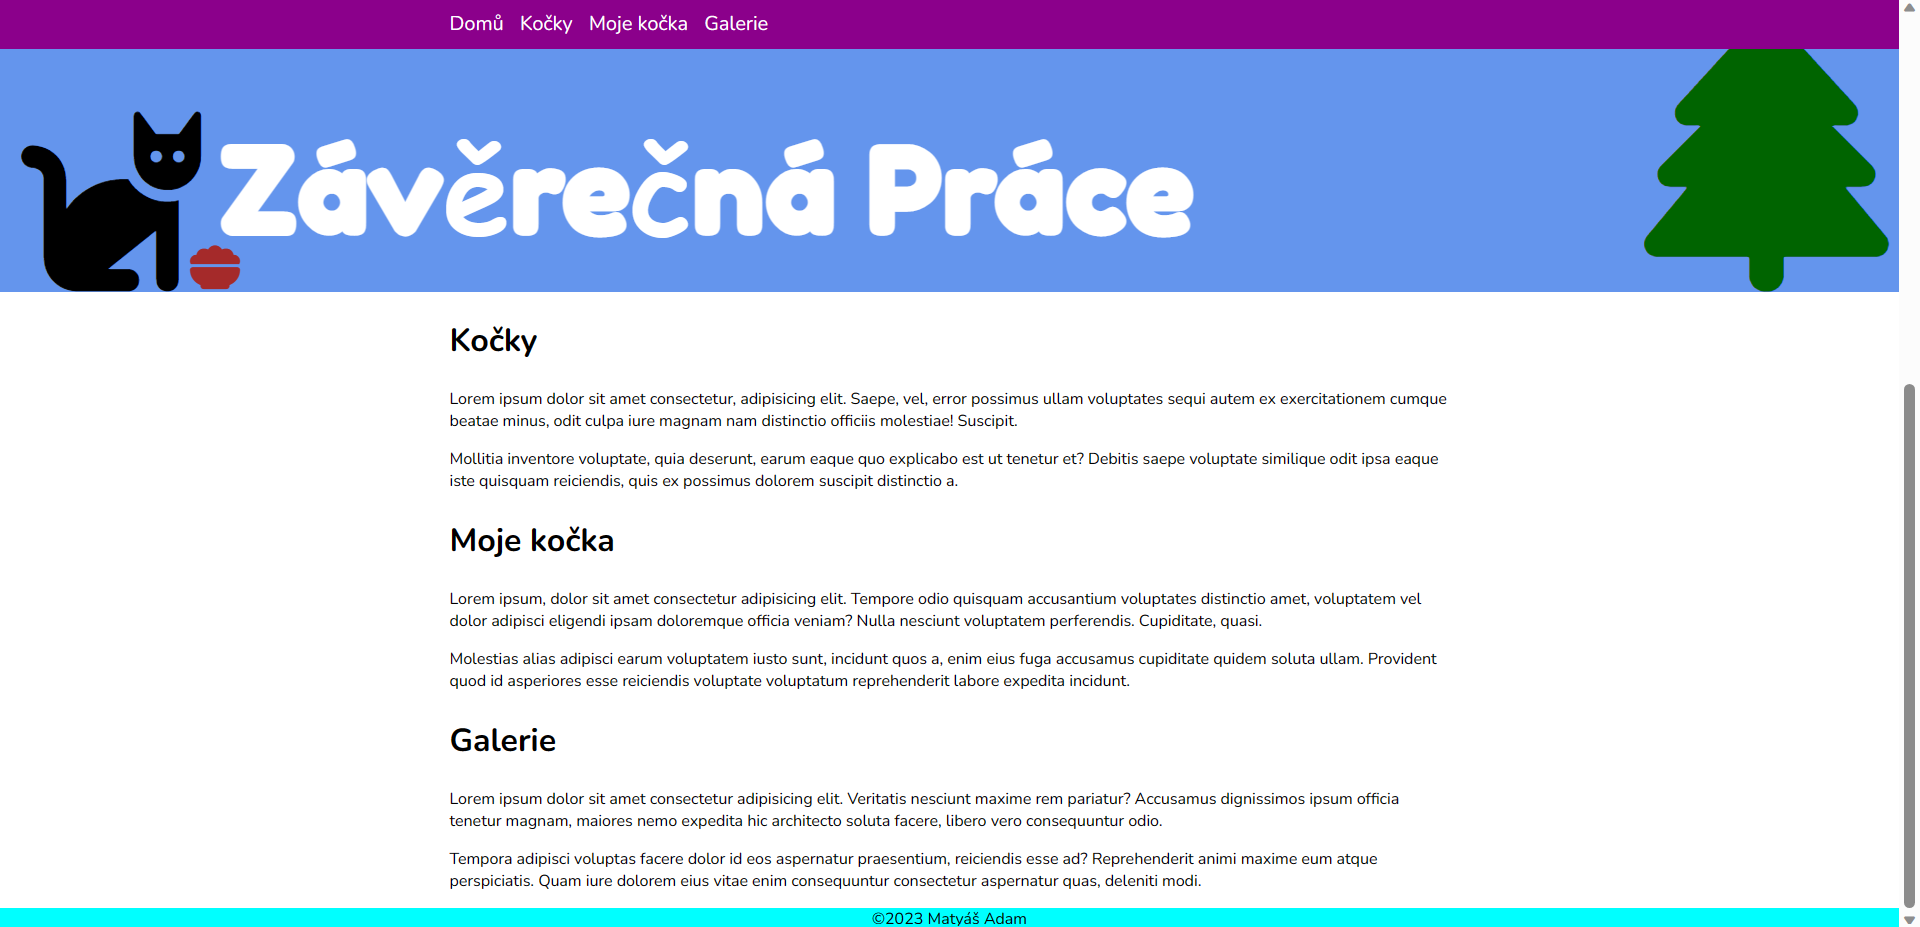 Domů Kočky Moje kočka Galerie
Závěrečná Práce
Kočky
Lorem ipsum dolor sit amet consectetur, adipisicing elit. Saepe, vel, error possimus ullam voluptates sequi autem ex exercitationem cumque
beatae minus, odit culpa iure magnam nam distinctio officiis molestiae! Suscipit.
Mollitia inventore voluptate, quia deserunt, earum eaque quo explicabo est ut tenetur et? Debitis saepe voluptate similique odit ipsa eaque
iste quisquam reiciendis, quis ex possimus dolorem suscipit distinctio a.
Moje kočka
Lorem ipsum, dolor sit amet consectetur adipisicing elit. Tempore odio quisquam accusantium voluptates distinctio amet, voluptatem vel
dolor adipisci eligendi ipsam doloremque officia veniam? Nulla nesciunt voluptatem perferendis. Cupiditate, quasi.
Molestias alias adipisci earum voluptatem iusto sunt, incidunt quos a, enim eius fuga accusamus cupiditate quidem soluta ullam. Provident
quod id asperiores esse reiciendis voluptate voluptatum reprehenderit labore expedita incidunt.
Galerie
Lorem ipsum dolor sit amet consectetur adipisicing elit. Veritatis nesciunt maxime rem pariatur? Accusamus dignissimos ipsum officia
tenetur magnam, maiores nemo expedita hic architecto soluta facere, libero vero consequuntur odio.
Tempora adipisci voluptas facere dolor id eos aspernatur praesentium, reiciendis esse ad? Reprehenderit animi maxime eum atque
perspiciatis. Quam iure dolorem eius vitae enim consequuntur consectetur aspernatur quas, deleniti modi.
©2023 Matyáš Adam